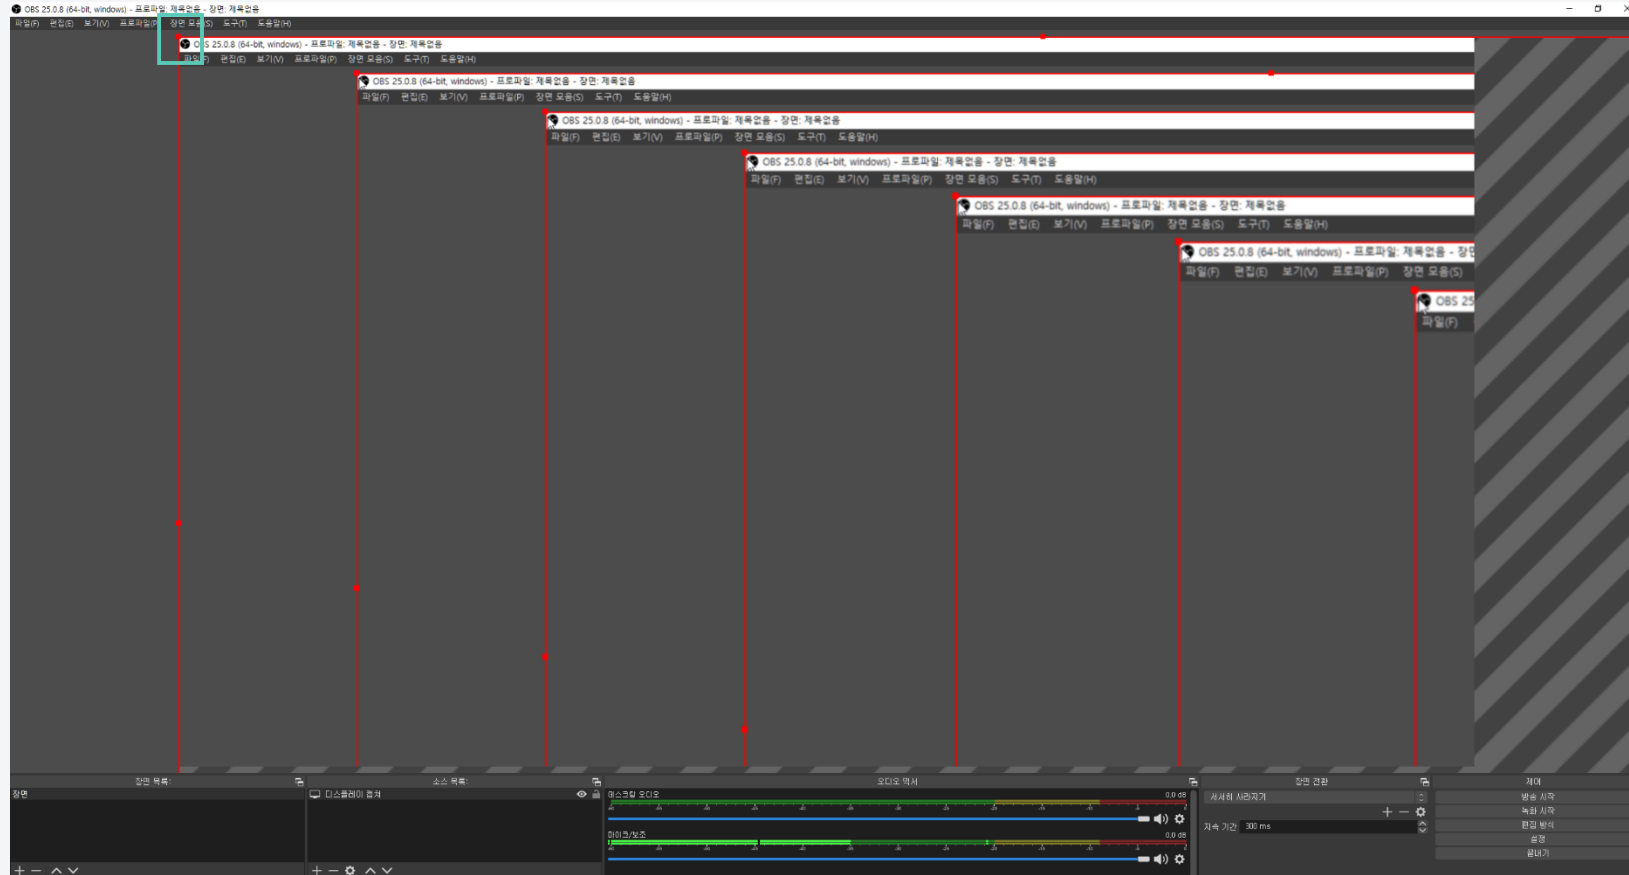 OBS 25.0.8 (64-bit, windows) - 프로파일: 제목없음 - 장면: 제목없음
파일(F) 편집(E) 보기(V) 프로파일(P) 장면 모음(S) 도구(T) 도움말(H)
OBS 25.0.8 (64-bit, windows) - 프로파일: 제목없음 - 장면: 제목없음
파일(F) 편집(E) 보기(V) 프로파일(P) 장면 모음(S) 도구(T) 도움말(H)
OBS 25.0.8 (64-bit, windows) - 프로파일: 제목없음 - 장면: 제목없음
파일(F) 편집(E) 보기(V) 프로파일(P) 장면 모음(S) 도구(T) 도움말(H)
OBS 25.0.8 (64-bit, windows) - 프로파일: 제목없음 - 장면: 제목없음
파일(F) 편집(E) 보기(V) 프로파일(P) 장면 모음(S) 도구(T) 도움말(H)
OBS 25.0.8 (64-bit, windows) - 프로파일: 제목없음 - 장면: 제목없음
파일(F) 편집(E) 보기(V) 프로파일(P) 장면 모음(S) 도구(T) 도움말(H)
OBS 25.0.8 (64-bit, windows) - 프로파일: 제목없음 - 장면: 제목없음
파일(F) 편집(E) 보기(V) 프로파일(P) 장면 모음(S) 도구(T) 도움말(H)
OBS 25.0.8 (64-bit, windows) - 프로파일: 제목없음 - 장면
파일(F) 편집(E) 보기(V) 프로파일(P) 장면 모음(S)
OBS 25
파일(F)
장면 목록: 소스 목록: 오디오 믹서 장면 전환 제어
장면 디스플레이 캡쳐 데스크탑 오디오 0.0 dB 서서히 사라지기 방송 시작
녹화 시작
지속 기간 300 ms 편집 방식
마이크/보조 0.0 dB 설정
끝내기